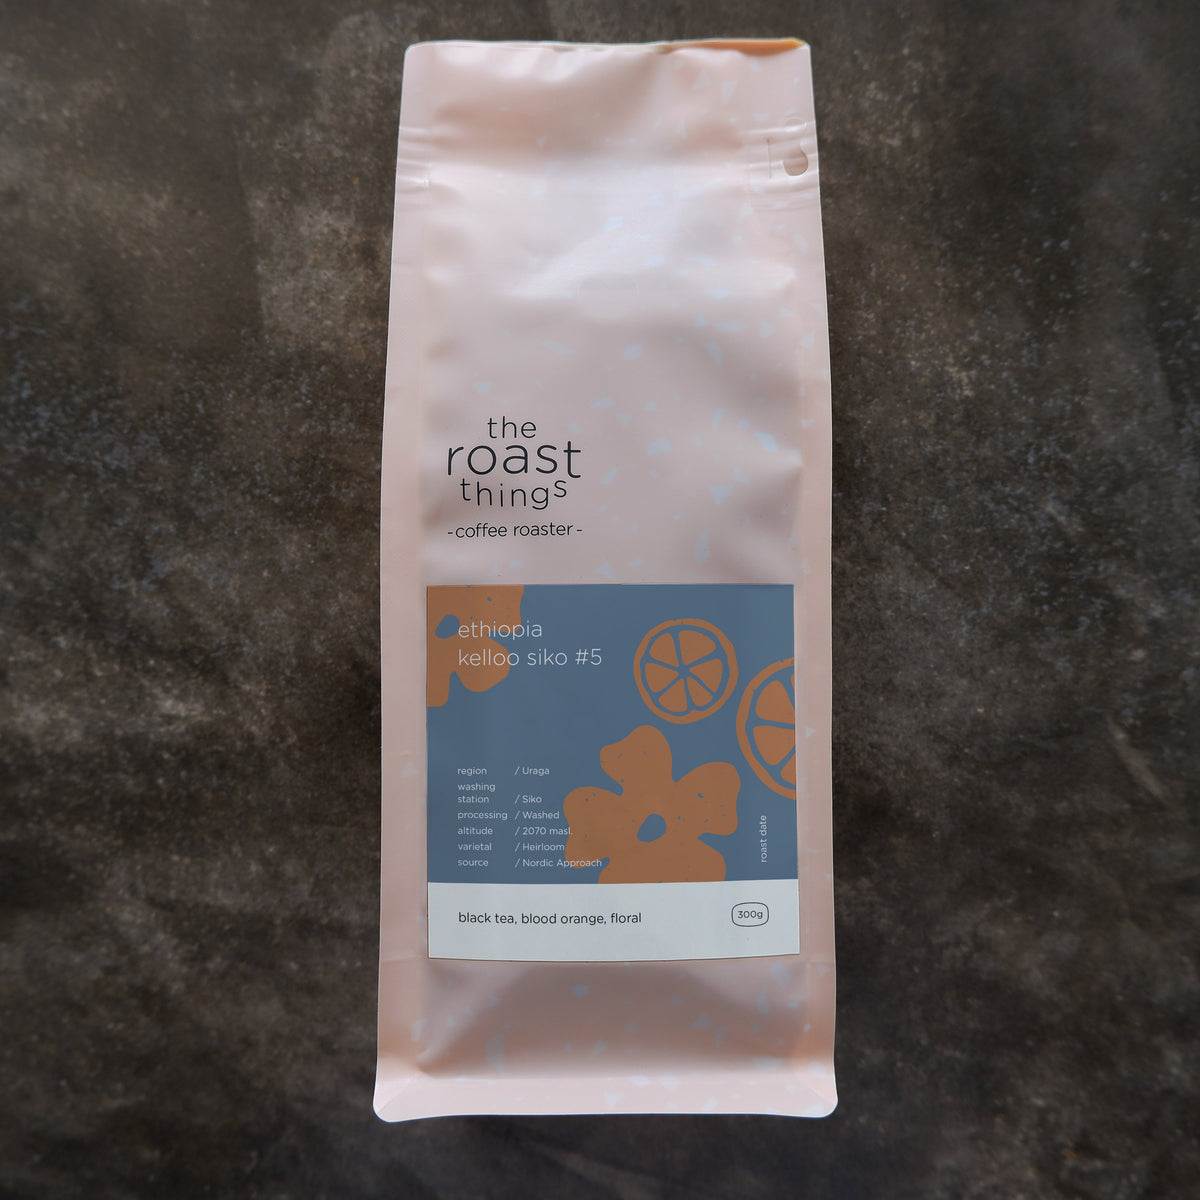 the
roast
things
-coffee roaster-
ethiopia
kelloo siko #5
region / Uraga
washing
station / Siko
processing / Washed
altitude / 2070 masl.
varietal / Heirloom
source / Nordic Approach
roast date
black tea, blood orange, floral
300g